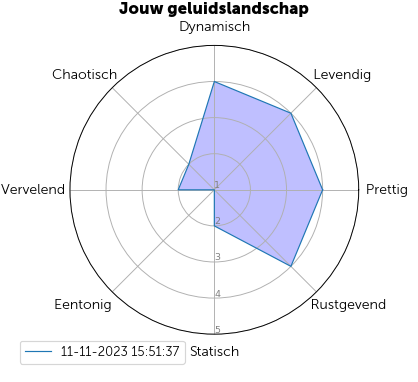 Jouw geluidslandschap
Dynamisch
Chaotisch
Levendig
Vervelend
1
Prettig
2
3
4
Eentonig
Rustgevend
5
11-11-2023 15:51:37
Statisch